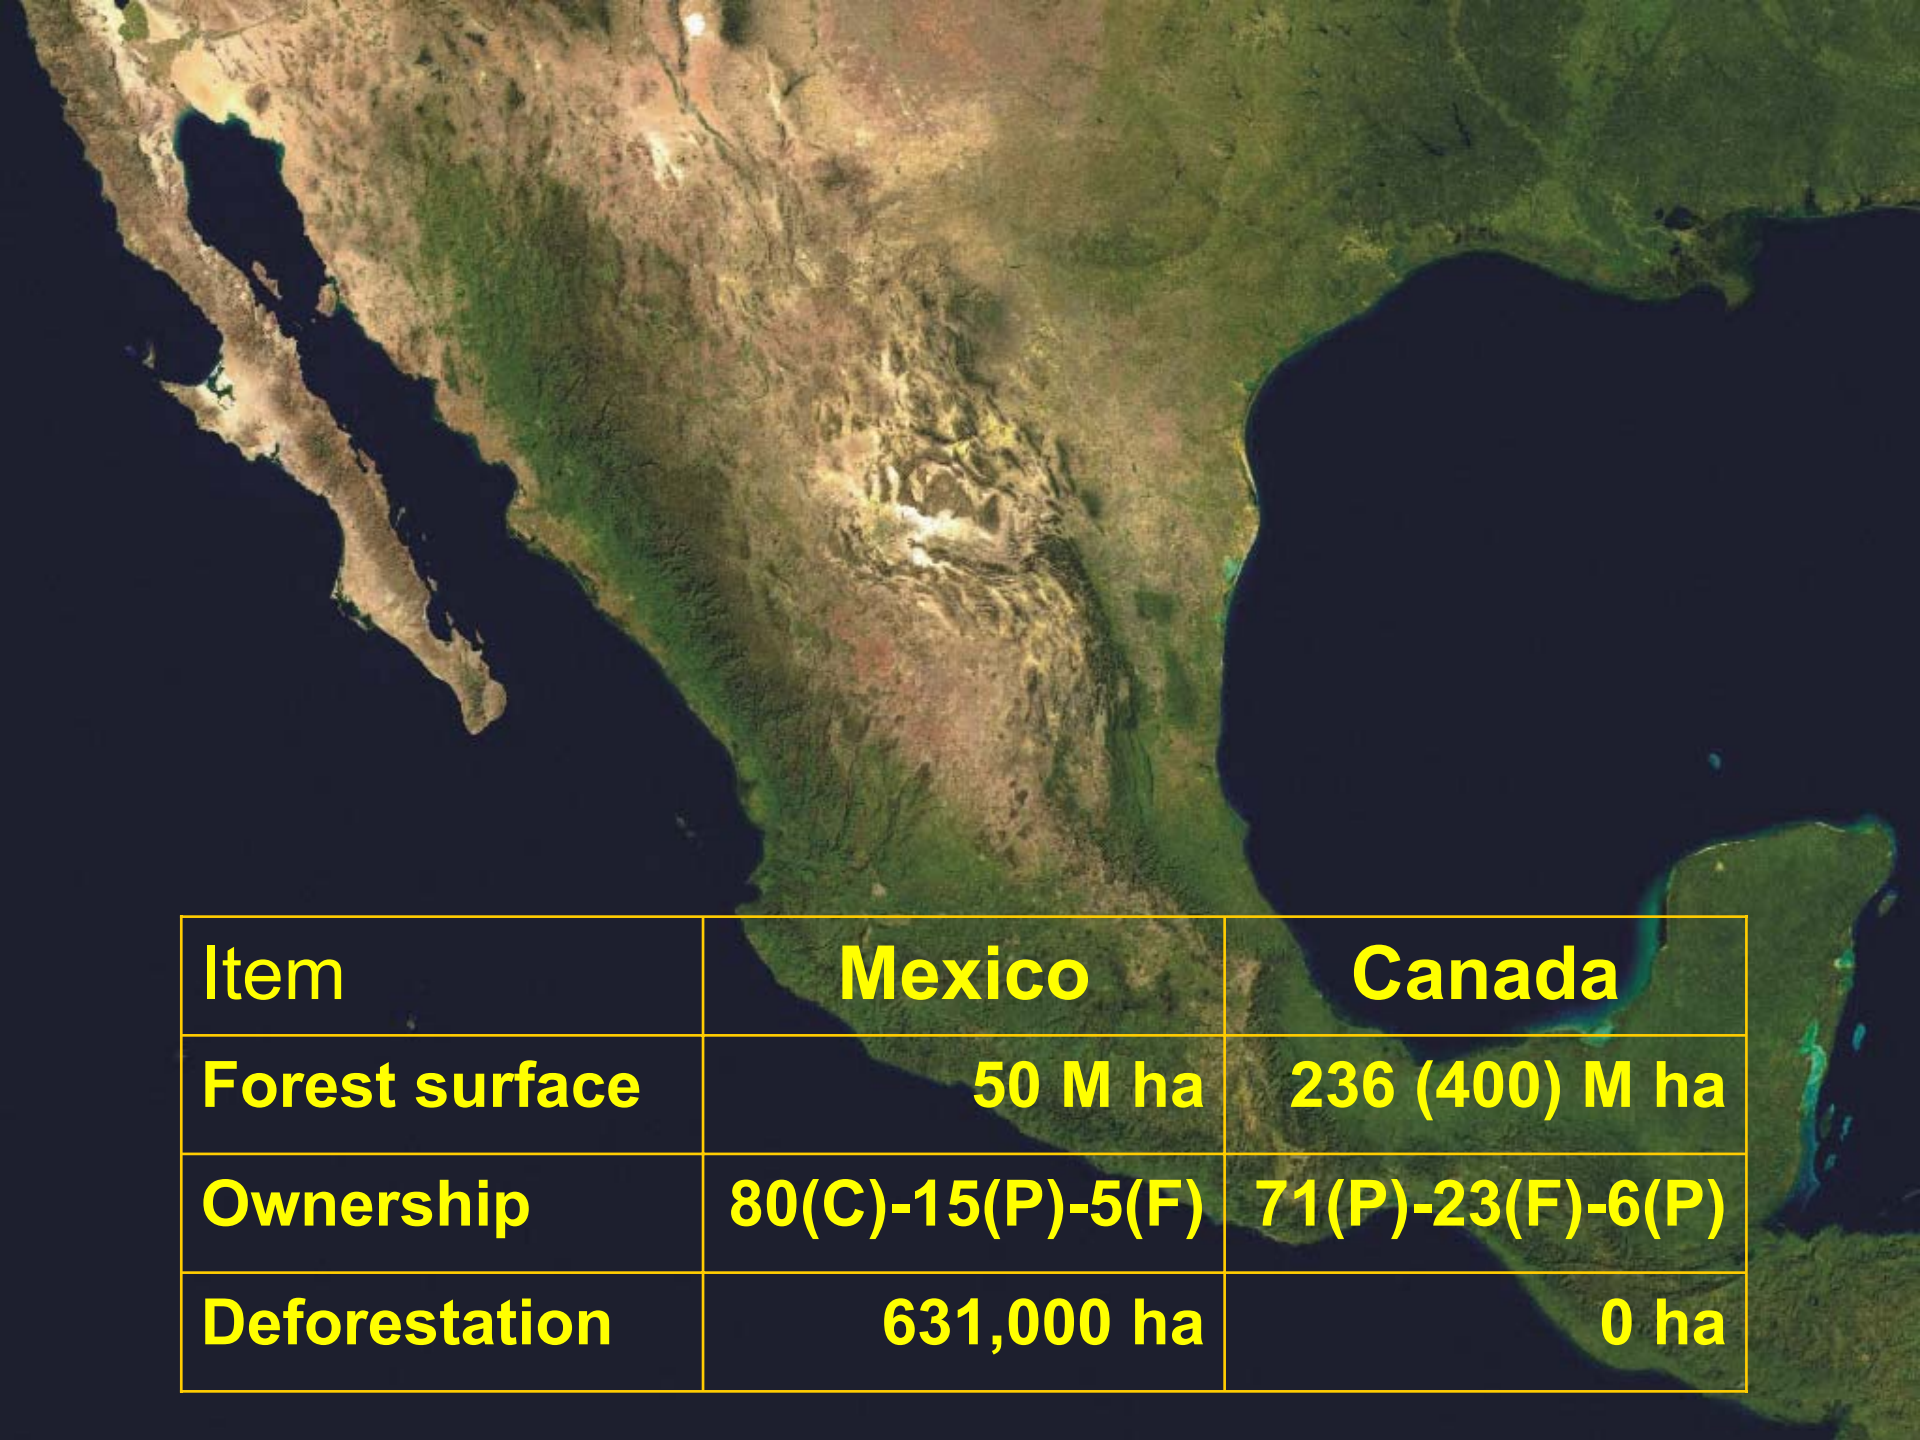 Item Mexico Canada
Forest surface 50 M ha 236 (400) M ha
Ownership 80(C)-15(P)-5(F) 71(P)-23(F)-6(P)
Deforestation 631,000 ha 0 ha